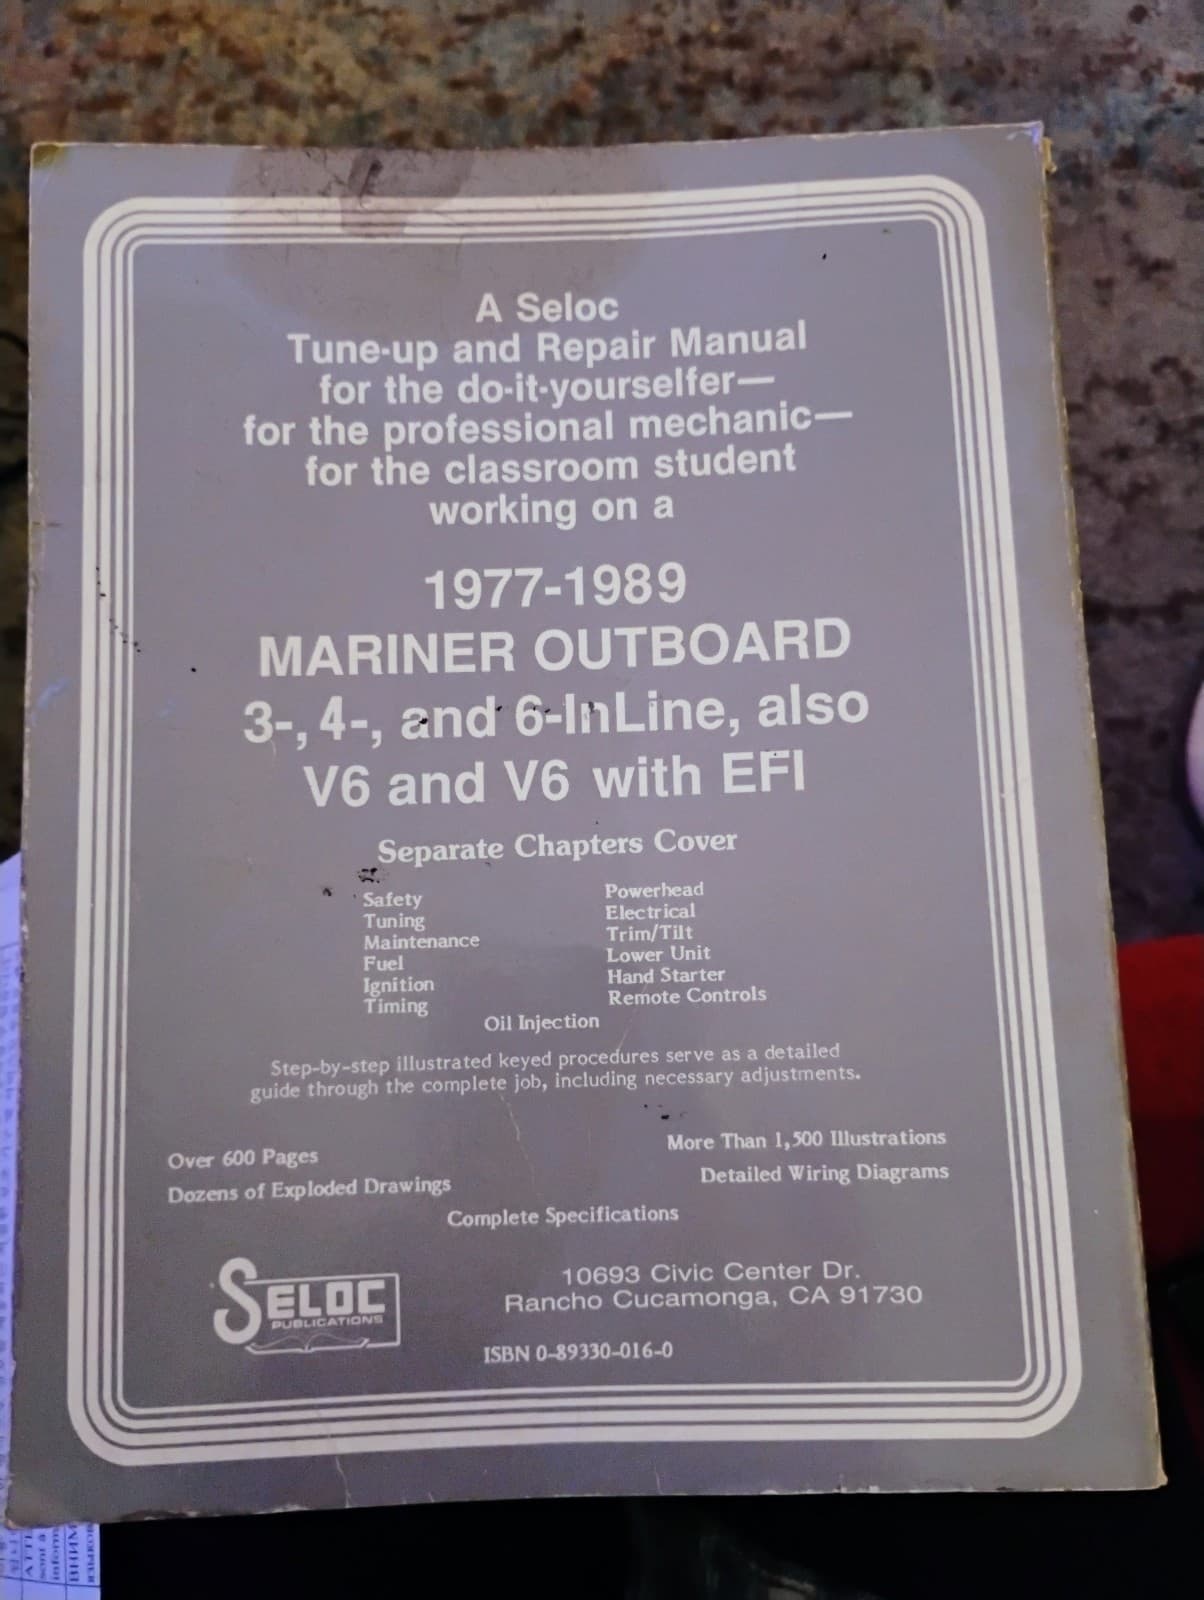 A Seloc
Tune-up and Repair Manual
for the do-it-yourselfer—
for the professional mechanic—
for the classroom student
working on a
1977-1989
MARINER OUTBOARD
3-, 4-, and 6-InLine, also
V6 and V6 with EFI
Separate Chapters Cover
Safety
Tuning
Maintenance
Fuel
Ignition
Timing
Powerhead
Electrical
Trim/Tilt
Lower Unit
Hand Starter
Remote Controls
Oil Injection
Step-by-step illustrated keyed procedures serve as a detailed
guide through the complete job, including necessary adjustments.
Over 600 Pages
Dozens of Exploded Drawings
More Than 1,500 Illustrations
Detailed Wiring Diagrams
Complete Specifications
SELOC
PUBLICATIONS
10693 Civic Center Dr.
Rancho Cucamonga, CA 91730
ISBN 0-89330-016-0